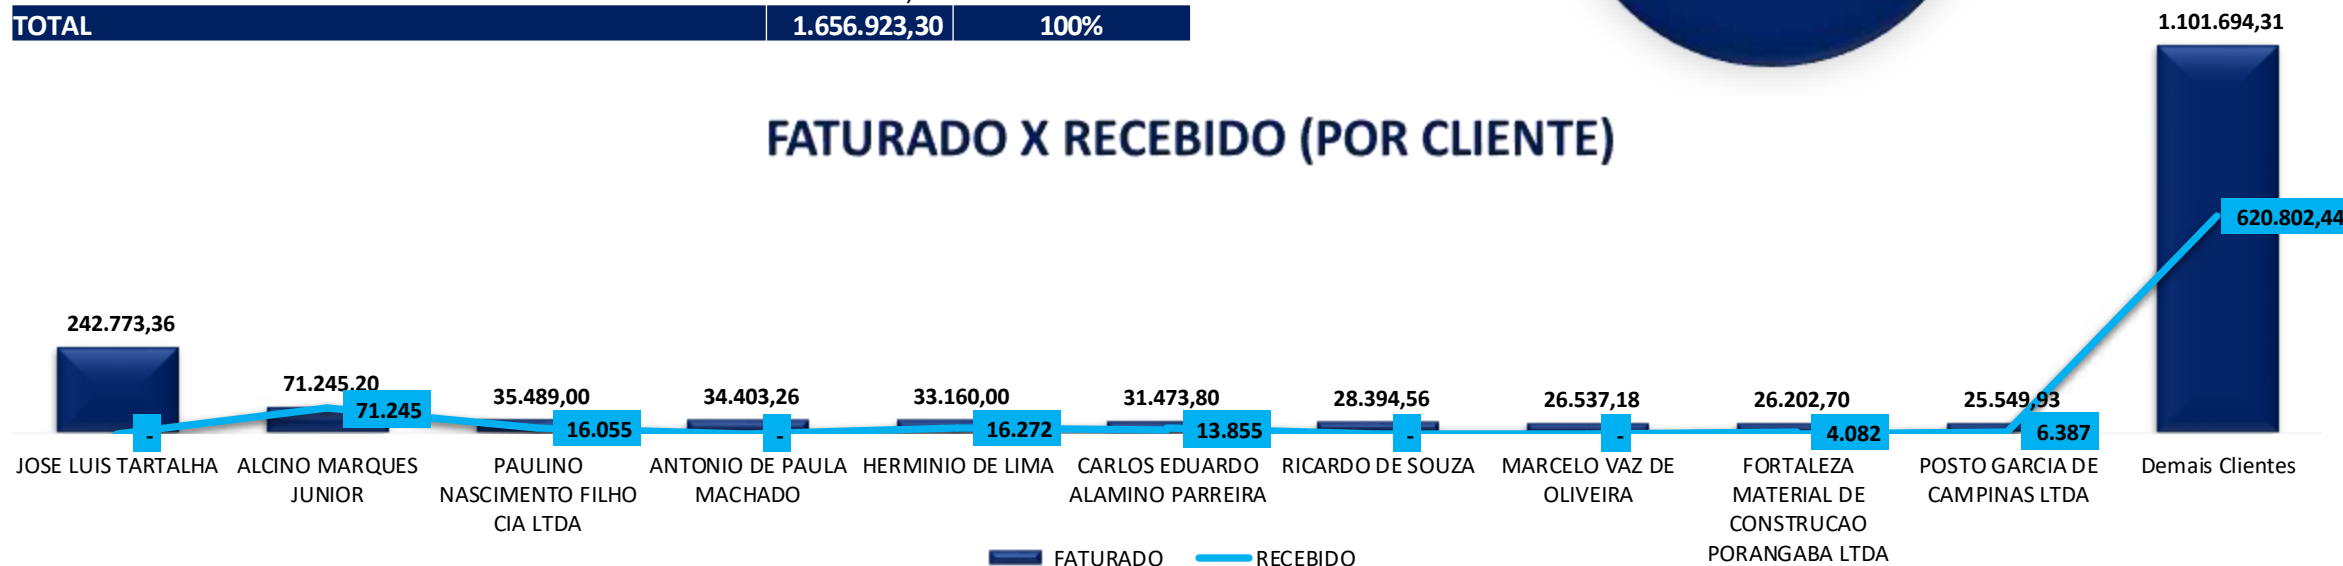 TOTAL 1.656.923,30 100%
1.101.694,31
FATURADO X RECEBIDO (POR CLIENTE)
620.802,44
242.773,36
71.245,20
35.489,00
34.403,26
33.160,00
31.473,80
28.394,56
26.537,18
26.202,70
25.549,93
-
71.245
16.055
-
16.272
13.855
-
-
4.082
6.387
JOSE LUIS TARTALHA
ALCINO MARQUES
JUNIOR
PAULINO
NASCIMENTO FILHO
CIA LTDA
ANTONIO DE PAULA
MACHADO
HERMINIO DE LIMA
CARLOS EDUARDO
ALAMINO PARREIRA
RICARDO DE SOUZA
MARCELO VAZ DE
OLIVEIRA
FORTALEZA
MATERIAL DE
CONSTRUCAO
PORANGABA LTDA
POSTO GARCIA DE
CAMPINAS LTDA
Demais Clientes
FATURADO
RECEBIDO